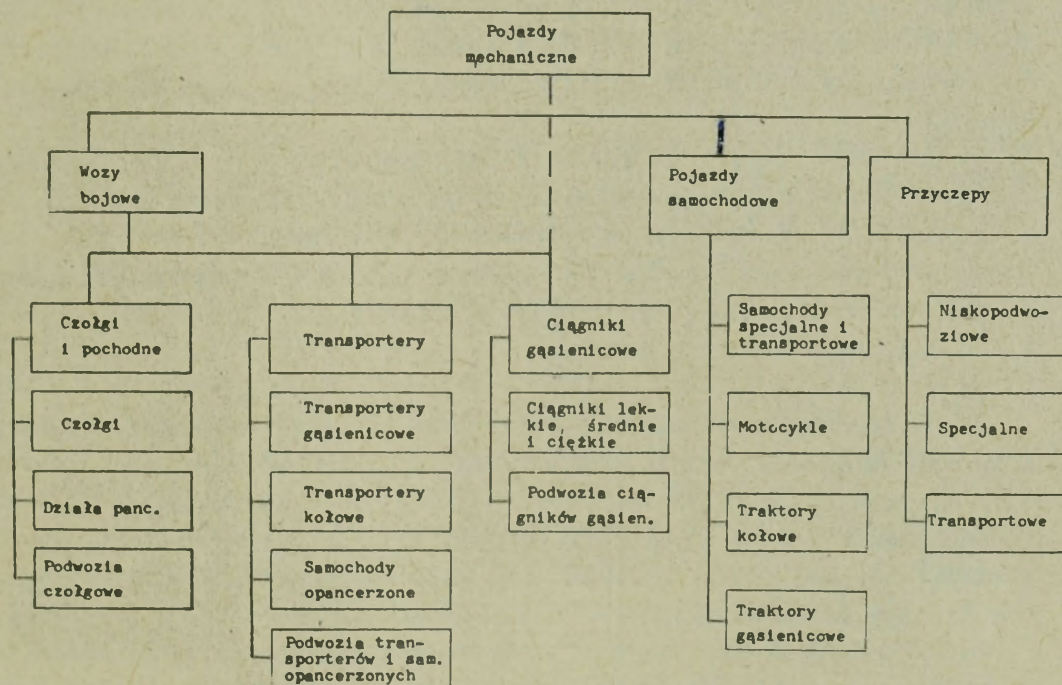 Pojazdy
mechaniczne
Wozy
bojowe
Pojazdy
samochodowe
Przyczepy
Czołgi
i pochodne
Czołgi
Działa panc.
Podwozia
czołgowe
Transportery
Transportery
gąsienicowe
Transportery
kołowe
Samochody
opancerzone
Podwozia tran-
sporterów i sam.
opancerzonych
Ciągniki
gąsienicowe
Ciągniki lek-
kie, średnie
i ciężkie
Podwozia cią-
gników gąsien.
Samochody
specjalne i
transportowe
Motocykle
Traktory
kołowe
Traktory
gąsienicowe
Niskopodwo-
ziowe
Specjalne
Transportowe